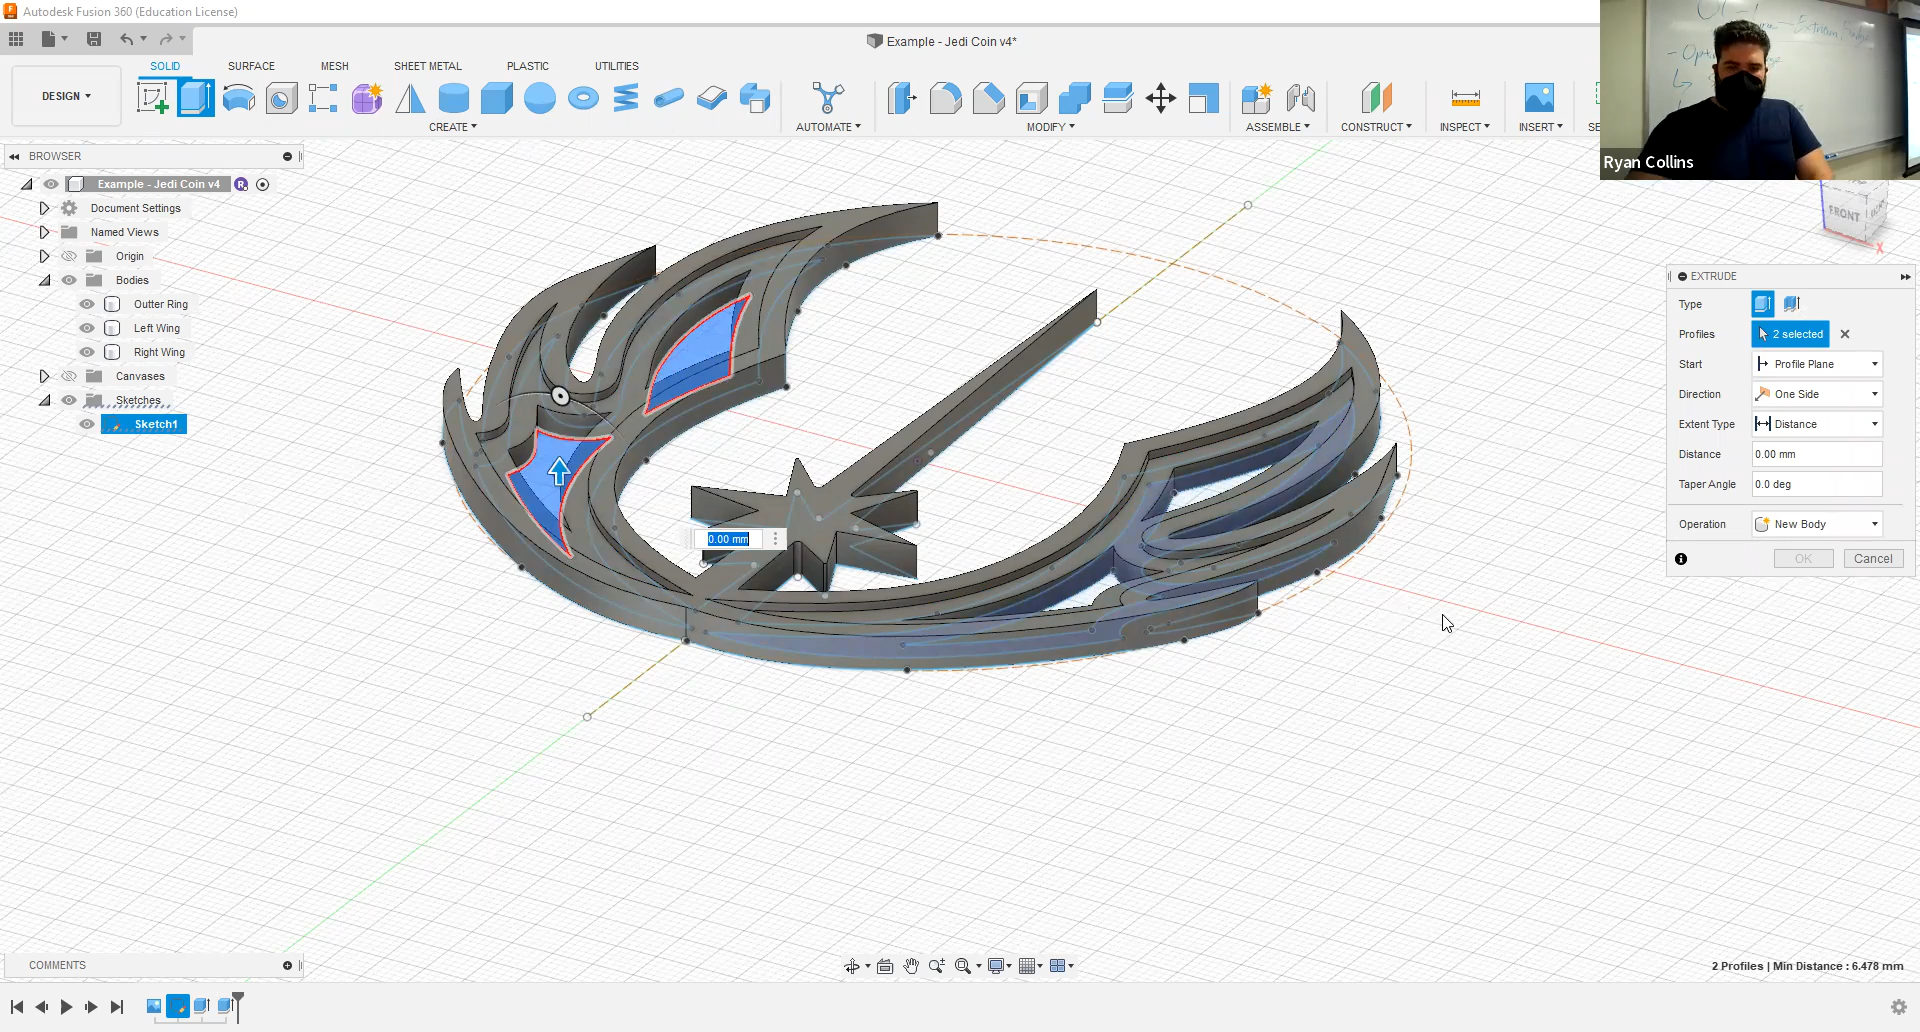 Autodesk Fusion 360 (Education License)
Example - Jedi Coin v4*
SOLID SURFACE MESH SHEET METAL PLASTIC UTILITIES
DESIGN
CREATE AUTOMATE MODIFY ASSEMBLE CONSTRUCT INSPECT INSERT SE
Ryan Collins
FRONT
X
BROWSER
Example - Jedi Coin v4
R
Document Settings
Named Views
Origin
Bodies
Outter Ring
Left Wing
Right Wing
Canvases
Sketches
Sketch1
EXTRUDE
Type
Profiles 2 selected
Start Profile Plane
Direction One Side
Extent Type Distance
Distance 0.00 mm
Taper Angle 0.0 deg
Operation New Body
OK Cancel
0.00 mm
COMMENTS
2 Profiles | Min Distance : 6.478 mm